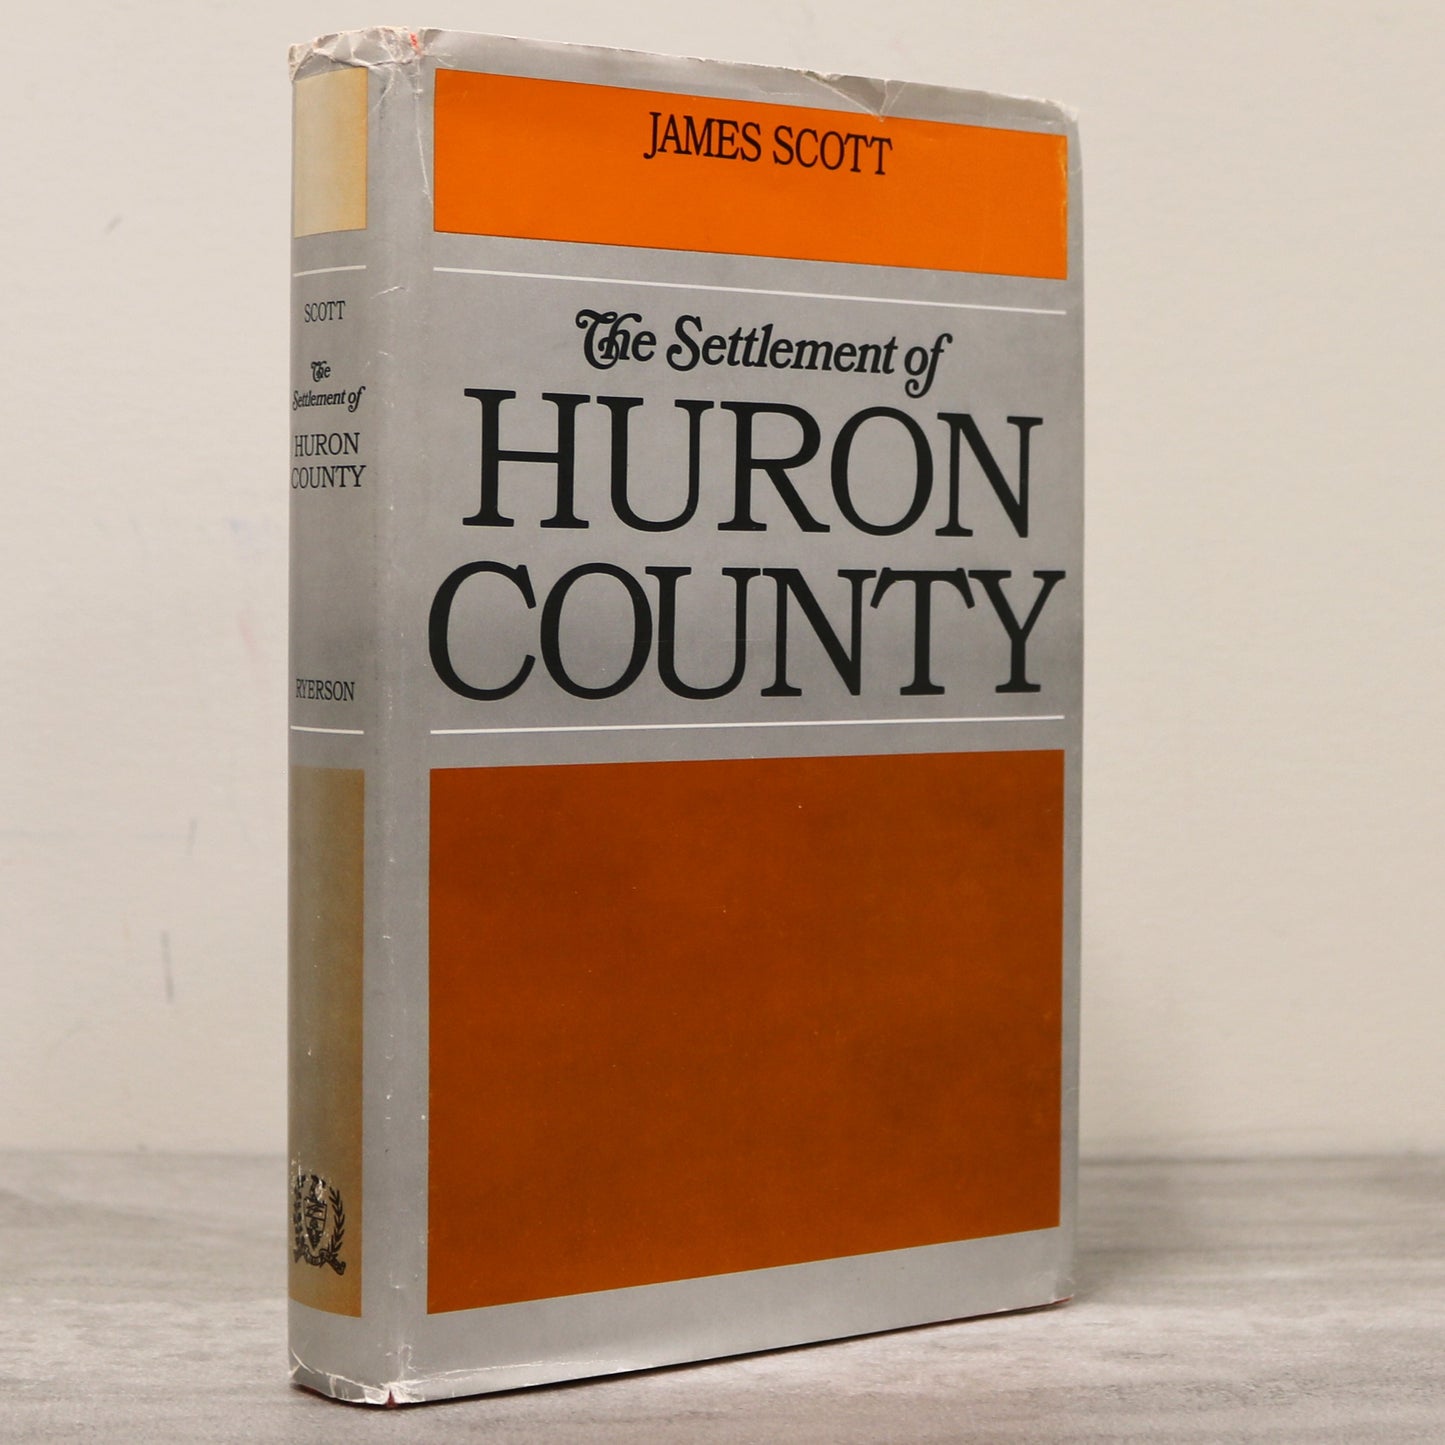 SCOTT
The
Settlement of
HURON
COUNTY
RYERSON
JAMES SCOTT
The Settlement of
HURON
COUNTY